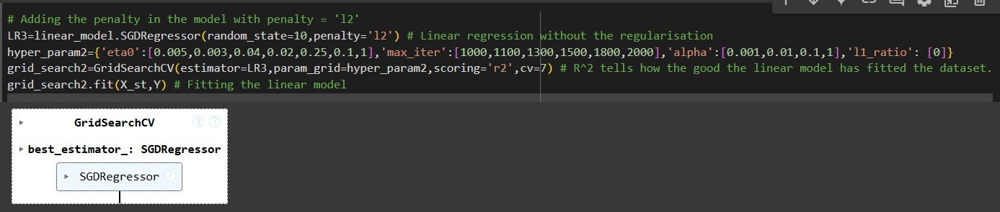 # Adding the penalty in the model with penalty = 'l2'
LR3=linear_model.SGDRegressor(random_state=10,penalty='l2') # Linear regression without the regularisation
hyper_param2={'eta0':[0.005,0.003,0.04,0.02,0.25,0.1,1],'max_iter':[1000,1100,1300,1500,1800,2000],'alpha':[0.001,0.01,0.1,1],'l1_ratio': [0]}
grid_search2=GridSearchCV(estimator=LR3,param_grid=hyper_param2,scoring='r2',cv=7) # R^2 tells how the good the linear model has fitted the dataset.
grid_search2.fit(X_st,Y) # Fitting the linear model
GridSearchCV
best_estimator_: SGDRegressor
SGDRegressor